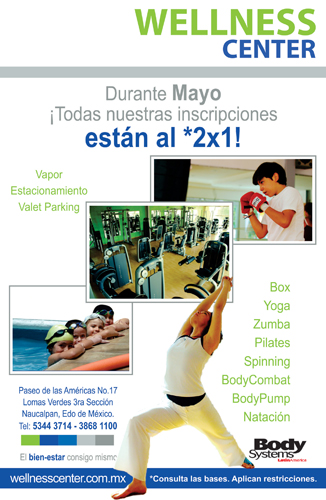 WELLNESS
CENTER
Durante Mayo
¡Todas nuestras inscripciones
están al *2x1!
Vapor
Estacionamiento
Valet Parking
Box
Yoga
Zumba
Pilates
Spinning
BodyCombat
BodyPump
Natación
Paseo de las Américas No.17
Lomas Verdes 3ra Sección
Naucalpan, Edo de México.
Tel: 5344 3714 - 3868 1100
El bien-estar consigo mismo
Body
Systems
Latin America
wellnesscenter.com.mx
*Consulta las bases. Aplican restricciones.